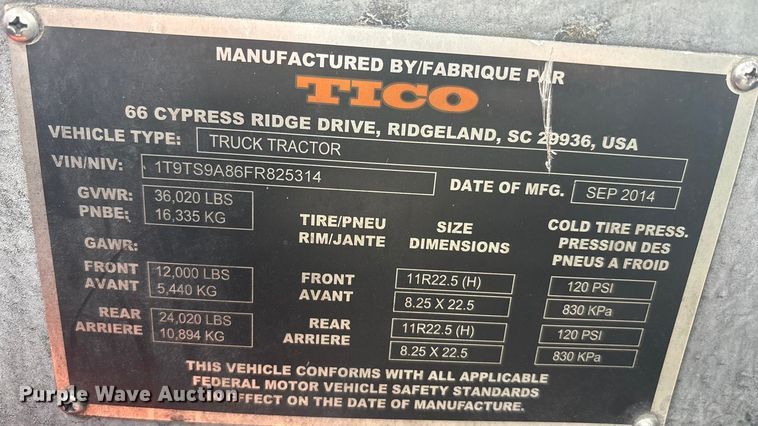 MANUFACTURED BY/FABRIQUE PAR
TICO
66 CYPRESS RIDGE DRIVE, RIDGELAND, SC 29936, USA
VEHICLE TYPE: TRUCK TRACTOR
VIN/NIV: 1T9TS9A86FR825314 DATE OF MFG. SEP 2014
GVWR: 36,020 LBS
PNBE: 16,335 KG
TIRE/PNEU SIZE COLD TIRE PRESS.
RIM/JANTE DIMENSIONS PRESSION DES
PNEUS A FROID
GAWR:
FRONT 12,000 LBS FRONT 11R22.5 (H) 120 PSI
AVANT 5,440 KG AVANT 8.25 X 22.5 830 KPa
REAR 24,020 LBS REAR 11R22.5 (H) 120 PSI
ARRIERE 10,894 KG ARRIERE 8.25 X 22.5 830 KPa
THIS VEHICLE CONFORMS WITH ALL APPLICABLE
FEDERAL MOTOR VEHICLE SAFETY STANDARDS
EFFECT ON THE DATE OF MANUFACTURE.
Purple Wave Auction